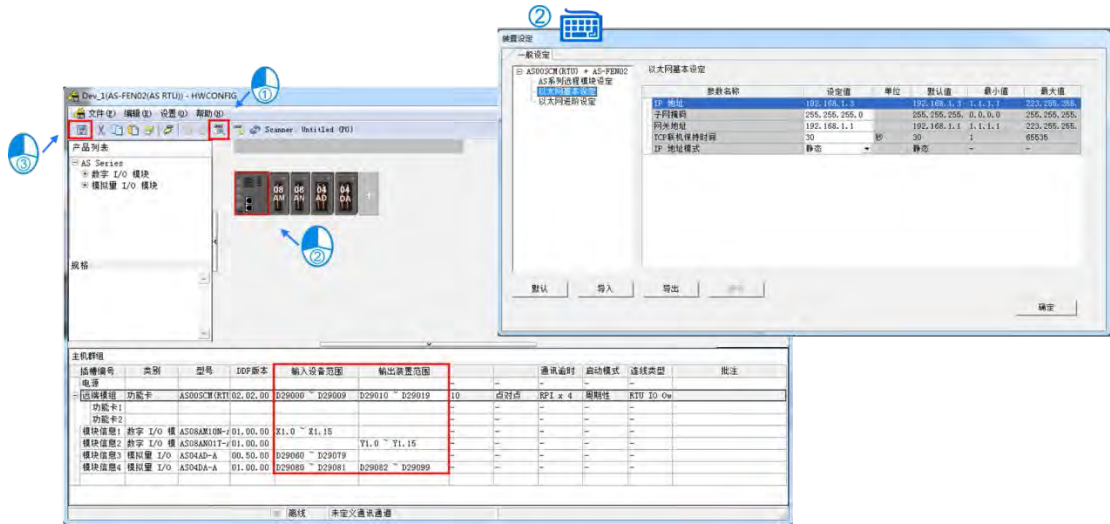 ②
装置设定
一般设定
AS00SCM(RTU) + AS-FEN02
AS系列远程模块设定
以太网基本设定
以太网进阶设定
以太网基本设定
参数名称 设定值 单位 默认值 最小值 最大值
IP 地址 192.168.1.3 192.168.1.3 1.1.1.1 223.255.255.
子网掩码 255.255.255.0 255.255.255. 0.0.0.0 255.255.255.
网关地址 192.168.1.1 192.168.1.1 1.1.1.1 223.255.255.
TCP联机保持时间 30 秒 30 1 65535
IP 地址模式 静态 静态 - -
默认 导入 导出
确定
Dev_1(AS-FEN02(AS RTU)) - HWCONFIG
①
文件(F) 编辑(E) 设置(O) 帮助(H)
Scanner: Untitled (P0)
③
产品列表
AS Series
数字 I/O 模块
模拟量 I/O 模块
08 AM 08 AN 04 AD 04 DA 1
②
规格
主机群组
插槽编号 类别 型号 DDF版本 输入设备范围 输出装置范围 通讯逾时 启动模式 连线类型 批注
电源 - - - - -
远端模组 功能卡 AS00SCM(RTU 02.02.00 D29000 ~ D29009 D29010 ~ D29019 10 点对点 RPI x 4 周期性 RTU IO Ow
功能卡1 - - - - -
功能卡2 - - - - -
模块信息1 数字 I/O 模 AS08AM10N- 01.00.00 X1.0 ~ X1.15 - - - - -
模块信息2 数字 I/O 模 AS08AN01T- 01.00.00 Y1.0 ~ Y1.15 - - - - -
模块信息3 模拟量 I/O AS04AD-A 00.50.00 D29060 ~ D29079 - - - - -
模块信息4 模拟量 I/O AS04DA-A 01.00.00 D29080 ~ D29081 D29082 ~ D29099 - - - - -
离线 未定义通讯通道